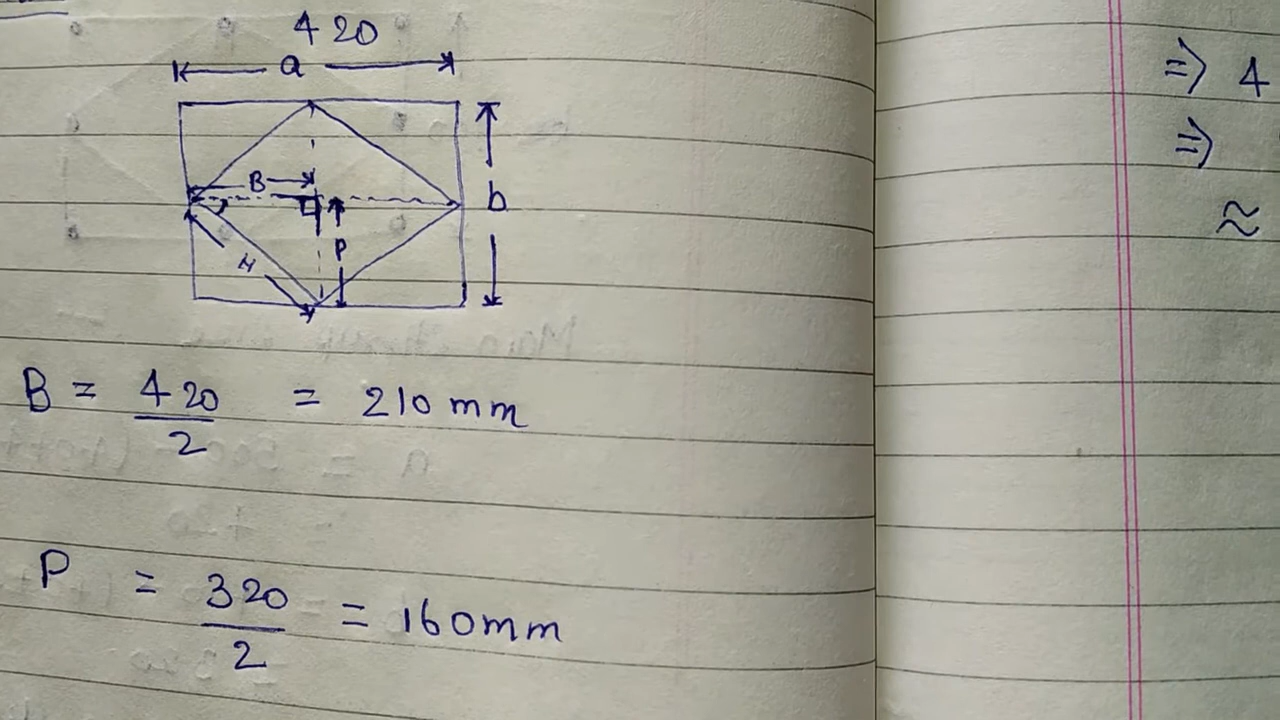 420
a
B
b
P
H
B = 420/2 = 210 mm
P = 320/2 = 160mm
⇒ 4
⇒
≈